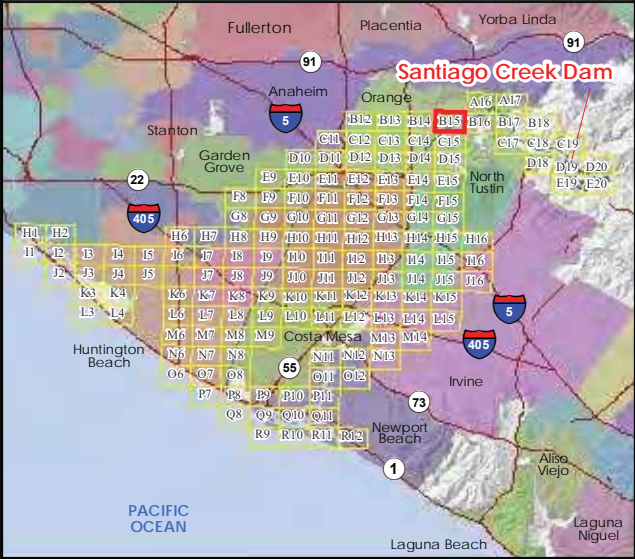 Fullerton
Placentia
Yorba Linda
91
91
Santiago Creek Dam
Anaheim
Orange
A16 A17
5
B12 B13 B14 B15 B16 B17 B18
Stanton
C11 C12 C13 C14 C15 C17 C18 C19
Garden
Grove
D10 D11 D12 D13 D14 D15 D18 D19 D20
North
Tustin
22
E9 E10 E11 E12 E13 E14 E15 E19 E20
F8 F9 F10 F11 F12 F13 F14 F15
405
G8 G9 G10 G11 G12 G13 G14 G15
H1 H2 H6 H7 H8 H9 H10 H11 H12 H13 H14 H15 H16
I1 I2 I3 I4 I5 I6 I7 I8 I9 I10 I11 I12 I13 I14 I15 I16
J2 J3 J4 J5 J7 J8 J9 J10 J11 J12 J13 J14 J15 J16
K3 K4 K6 K7 K8 K9 K10 K11 K12 K13 K14 K15
L3 L4 L6 L7 L8 L9 L10 L11 L12 L13 L14 L15
5
M6 M7 M8 M9 Costa Mesa M13 M14
405
Huntington
Beach
N6 N7 N8 N11 N12 N13
55
O6 O7 O8 O11 O12
Irvine
P7 P8 P9 P10 P11
73
Q8 Q9 Q10 Q11
Newport
Beach
R9 R10 R11 R12
1
Aliso
Viejo
PACIFIC
OCEAN
Laguna
Niguel
Laguna Beach